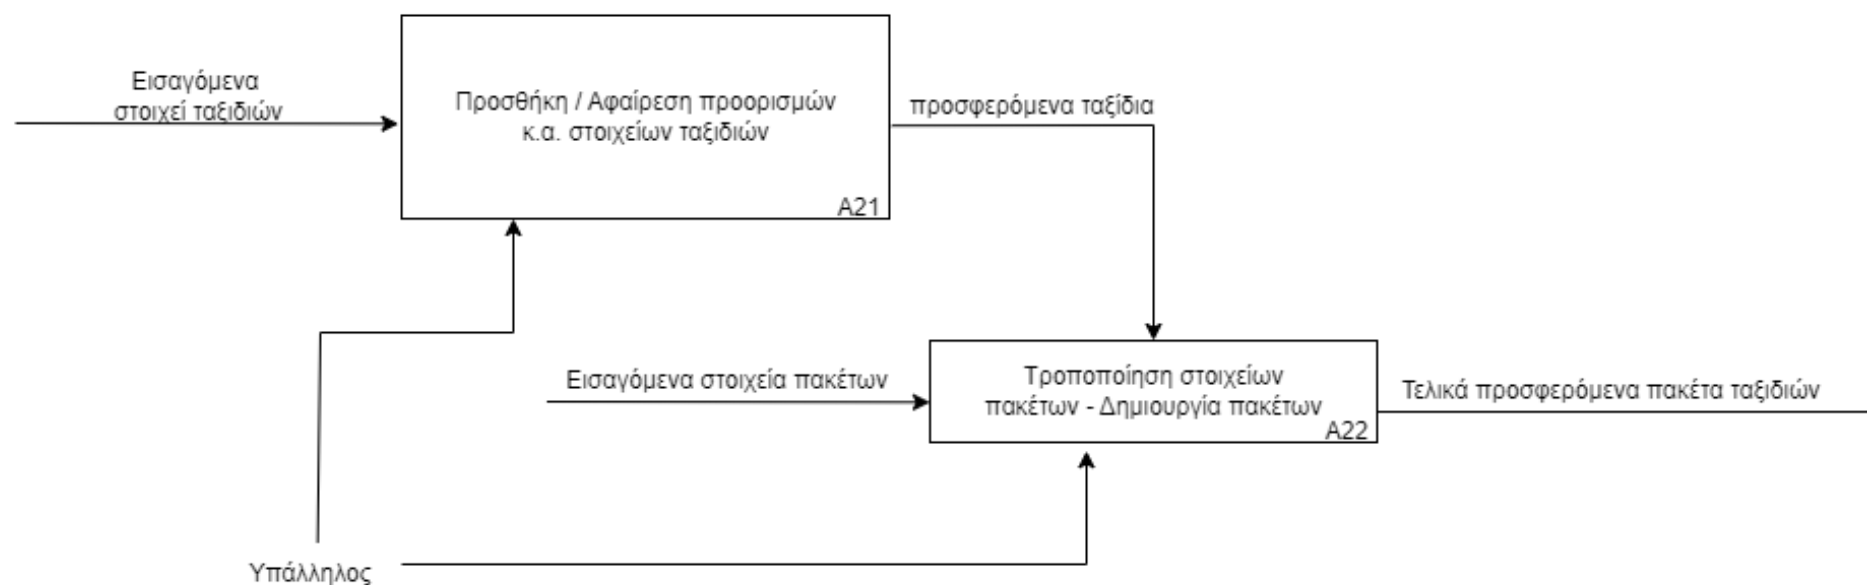 Εισαγόμενα
στοιχεί ταξιδιών
Προσθήκη / Αφαίρεση προορισμών
κ.α. στοιχείων ταξιδιών
A21
προσφερόμενα ταξίδια
Εισαγόμενα στοιχεία πακέτων
Τροποποίηση στοιχείων
πακέτων - Δημιουργία πακέτων
A22
Τελικά προσφερόμενα πακέτα ταξιδιών
Υπάλληλος